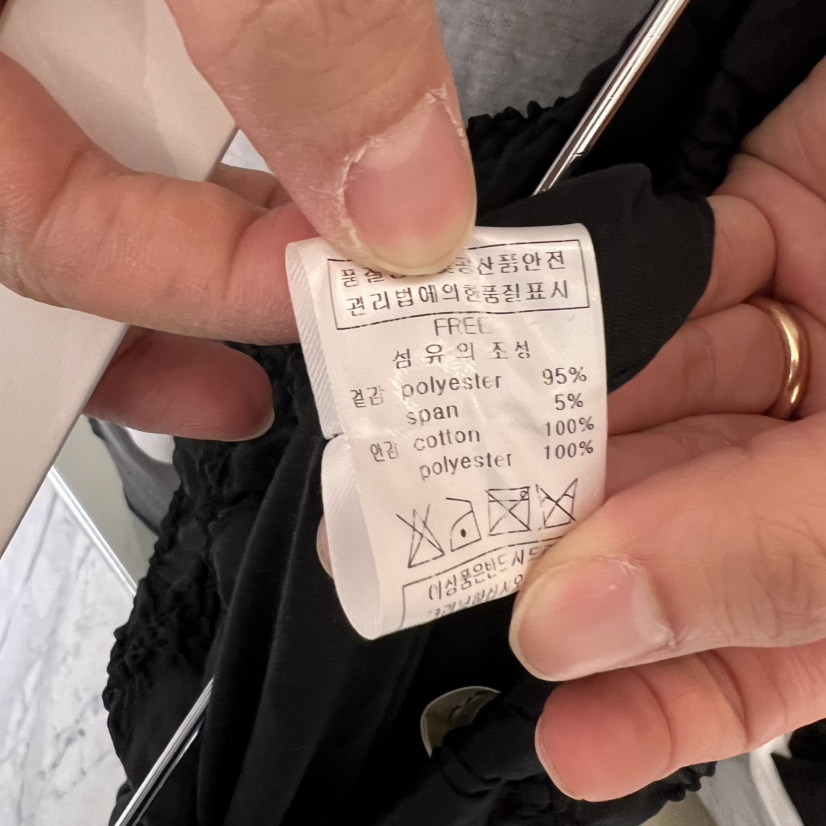 산품안전
관리법에의한품질표시
FREE
섬유의 조성
겉감 polyester 95%
span 5%
안감 cotton 100%
polyester 100%
이상품은반드시드